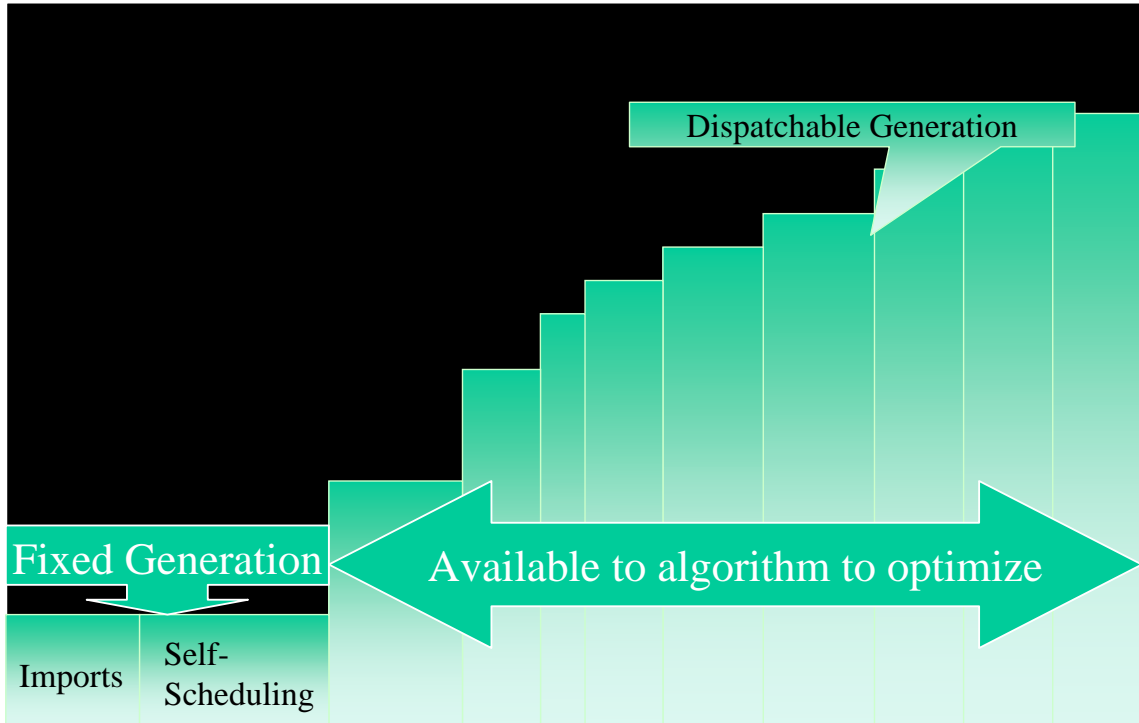 Dispatchable Generation
Fixed Generation
Available to algorithm to optimize
Imports
Self-
Scheduling